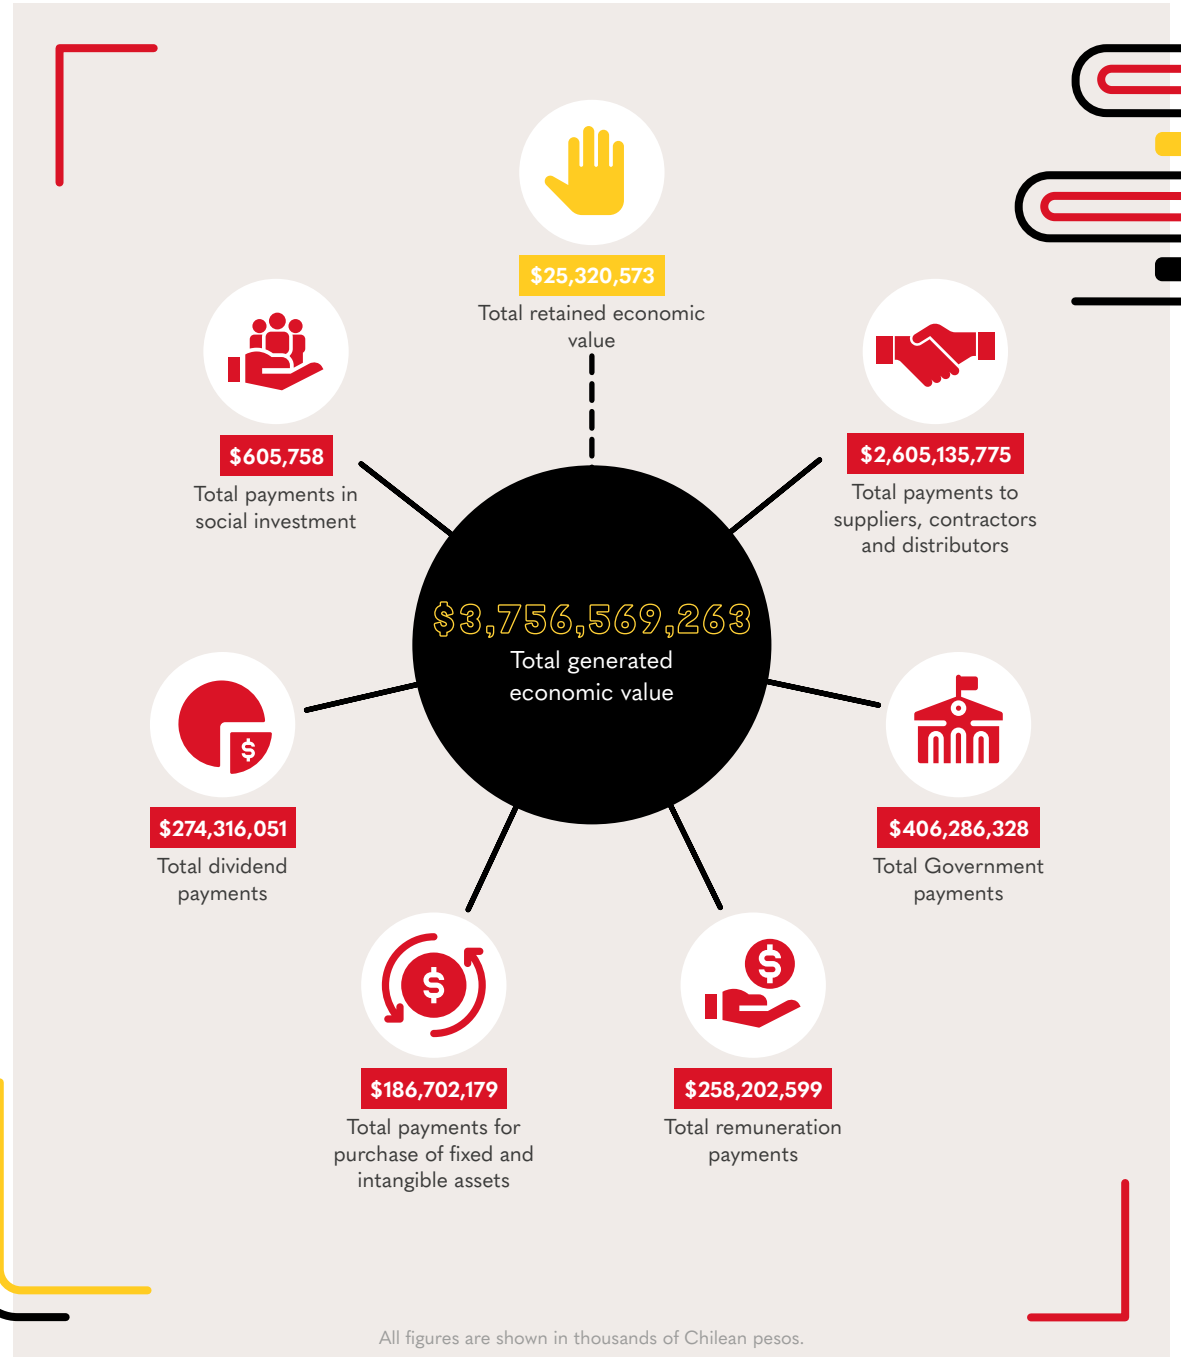 $25,320,573
Total retained economic
value
$605,758
Total payments in
social investment
$2,605,135,775
Total payments to
suppliers, contractors
and distributors
$3,756,569,263
Total generated
economic value
$274,316,051
Total dividend
payments
$406,286,328
Total Government
payments
$186,702,179
Total payments for
purchase of fixed and
intangible assets
$258,202,599
Total remuneration
payments
All figures are shown in thousands of Chilean pesos.